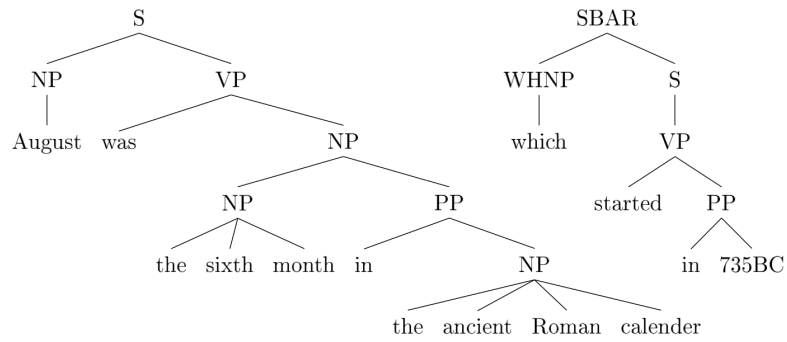 S SBAR
NP VP WHNP S
August was NP which VP
NP PP started PP
the sixth month in NP in 735BC
the ancient Roman calender